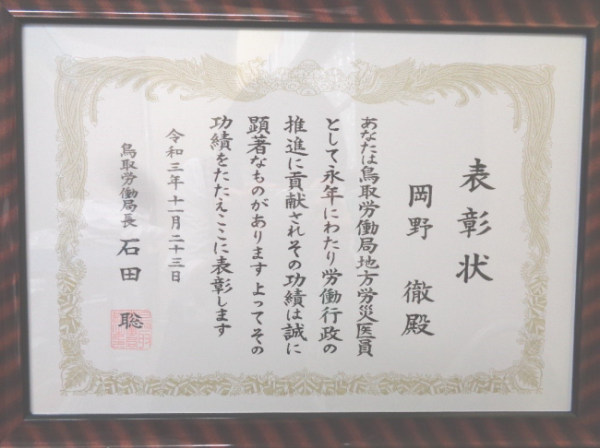 表彰状
岡野 徹殿
あなたは鳥取労働局地方労災医員
として永年にわたり労働行政の
推進に貢献されその功績は誠に
顕著なものがあります よってその
功績をたたえここに表彰します
令和三年十一月二十三日
鳥取労働局長 石田 聡